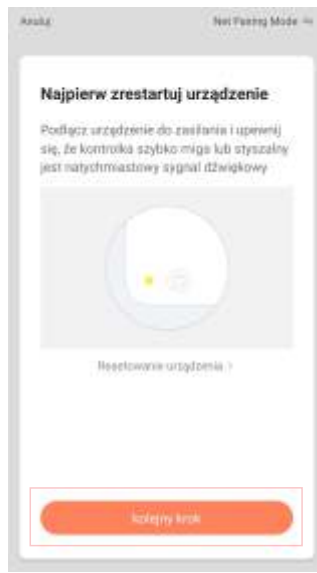 Anuluj
Net Pairing Mode
Najpierw zrestartuj urządzenie
Podłącz urządzenie do zasilania i upewnij
się, że kontrolka szybko miga lub słyszalny
jest natychmiastowy sygnał dźwiękowy
Resetowanie urządzenia >
kolejny krok